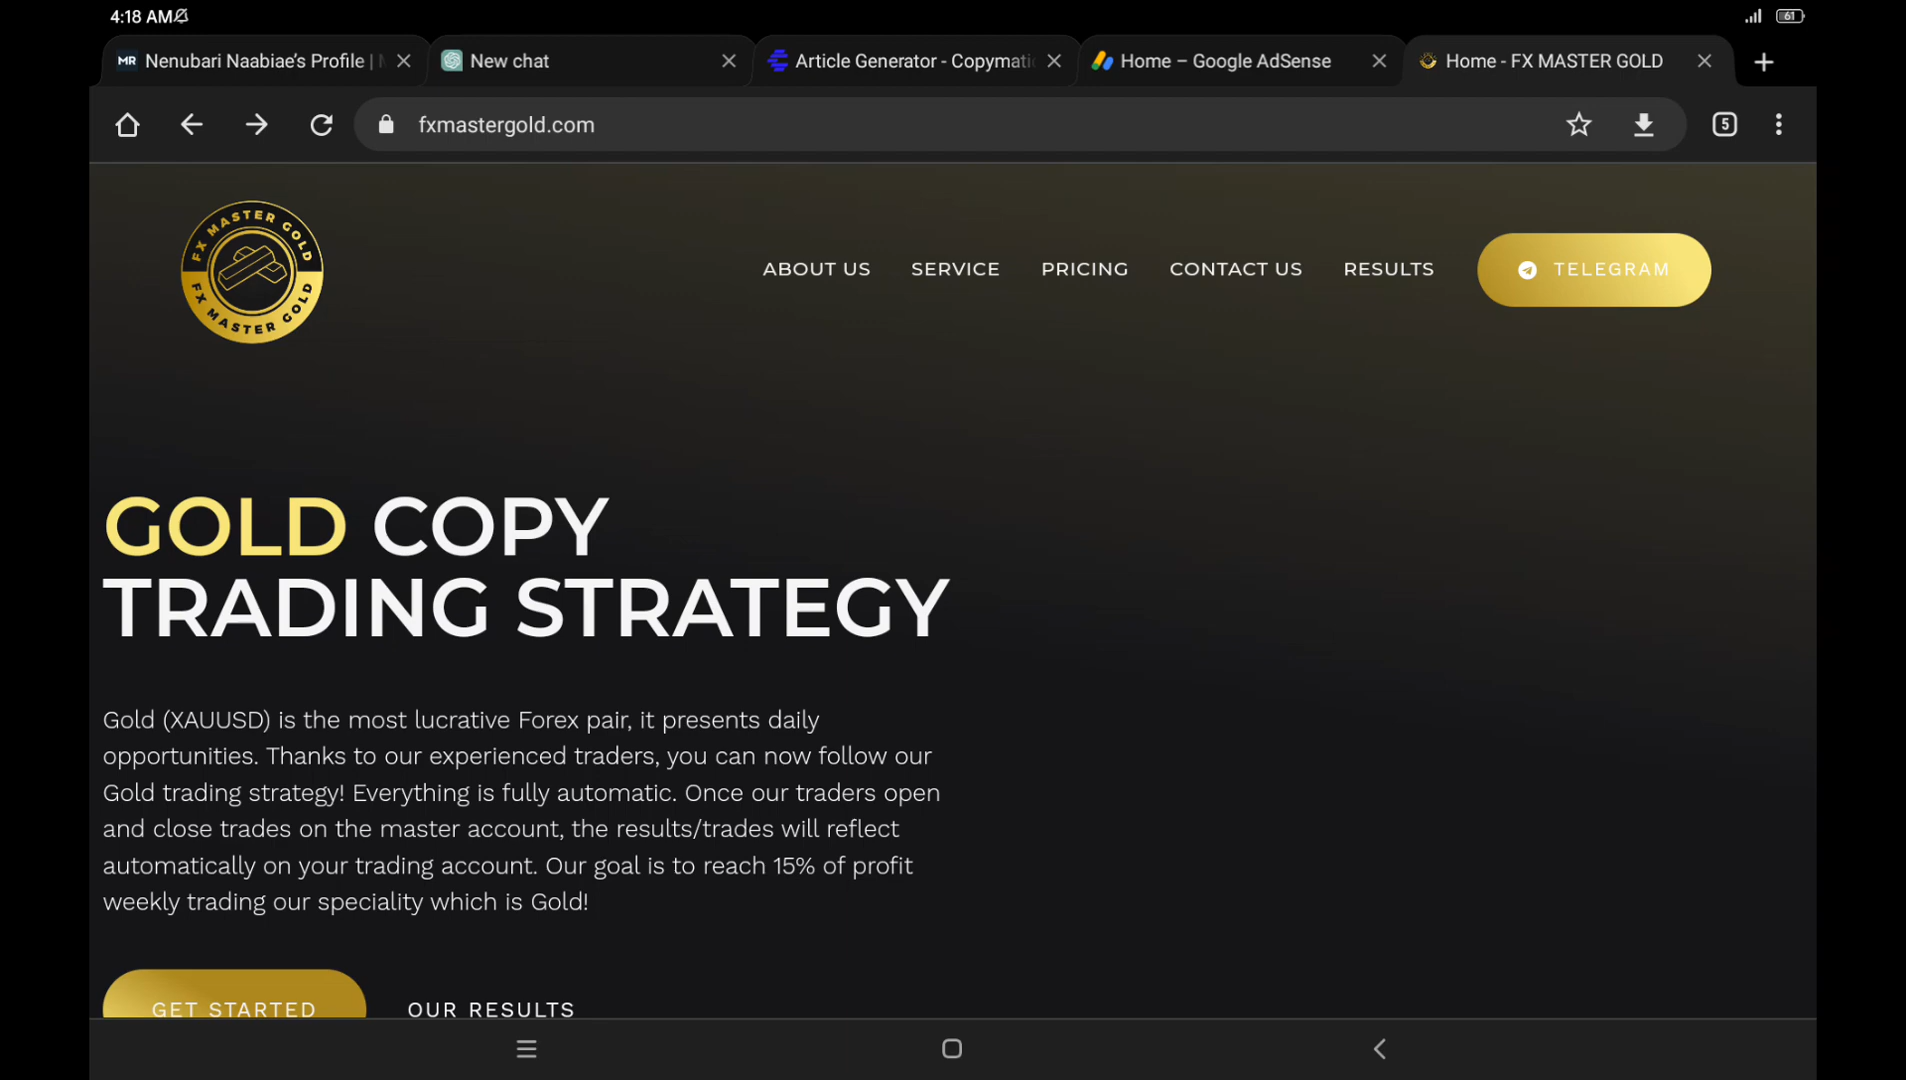 4:18 AM
61
MR Nenubari Naabiae’s Profile |
New chat
Article Generator - Copymati
Home – Google AdSense
Home - FX MASTER GOLD
fxmastergold.com
5
FX MASTER GOLD
FX MASTER GOLD
ABOUT US
SERVICE
PRICING
CONTACT US
RESULTS
TELEGRAM
GOLD COPY
TRADING STRATEGY
Gold (XAUUSD) is the most lucrative Forex pair, it presents daily
opportunities. Thanks to our experienced traders, you can now follow our
Gold trading strategy! Everything is fully automatic. Once our traders open
and close trades on the master account, the results/trades will reflect
automatically on your trading account. Our goal is to reach 15% of profit
weekly trading our speciality which is Gold!
GET STARTED
OUR RESULTS